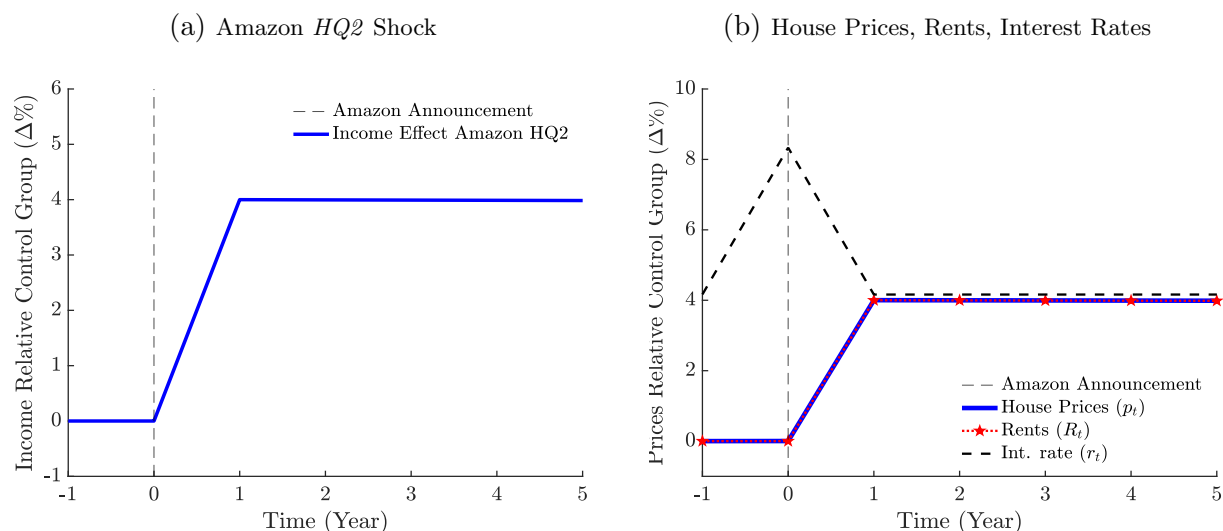 (a) Amazon HQ2 Shock
Income Relative Control Group (Δ%)
6
5
4
3
2
1
0
-1
-1 0 1 2 3 4 5
Time (Year)
Amazon Announcement
Income Effect Amazon HQ2
(b) House Prices, Rents, Interest Rates
Prices Relative Control Group (Δ%)
10
8
6
4
2
0
-1 0 1 2 3 4 5
Time (Year)
Amazon Announcement
House Prices (pₜ)
Rents (Rₜ)
Int. rate (rₜ)